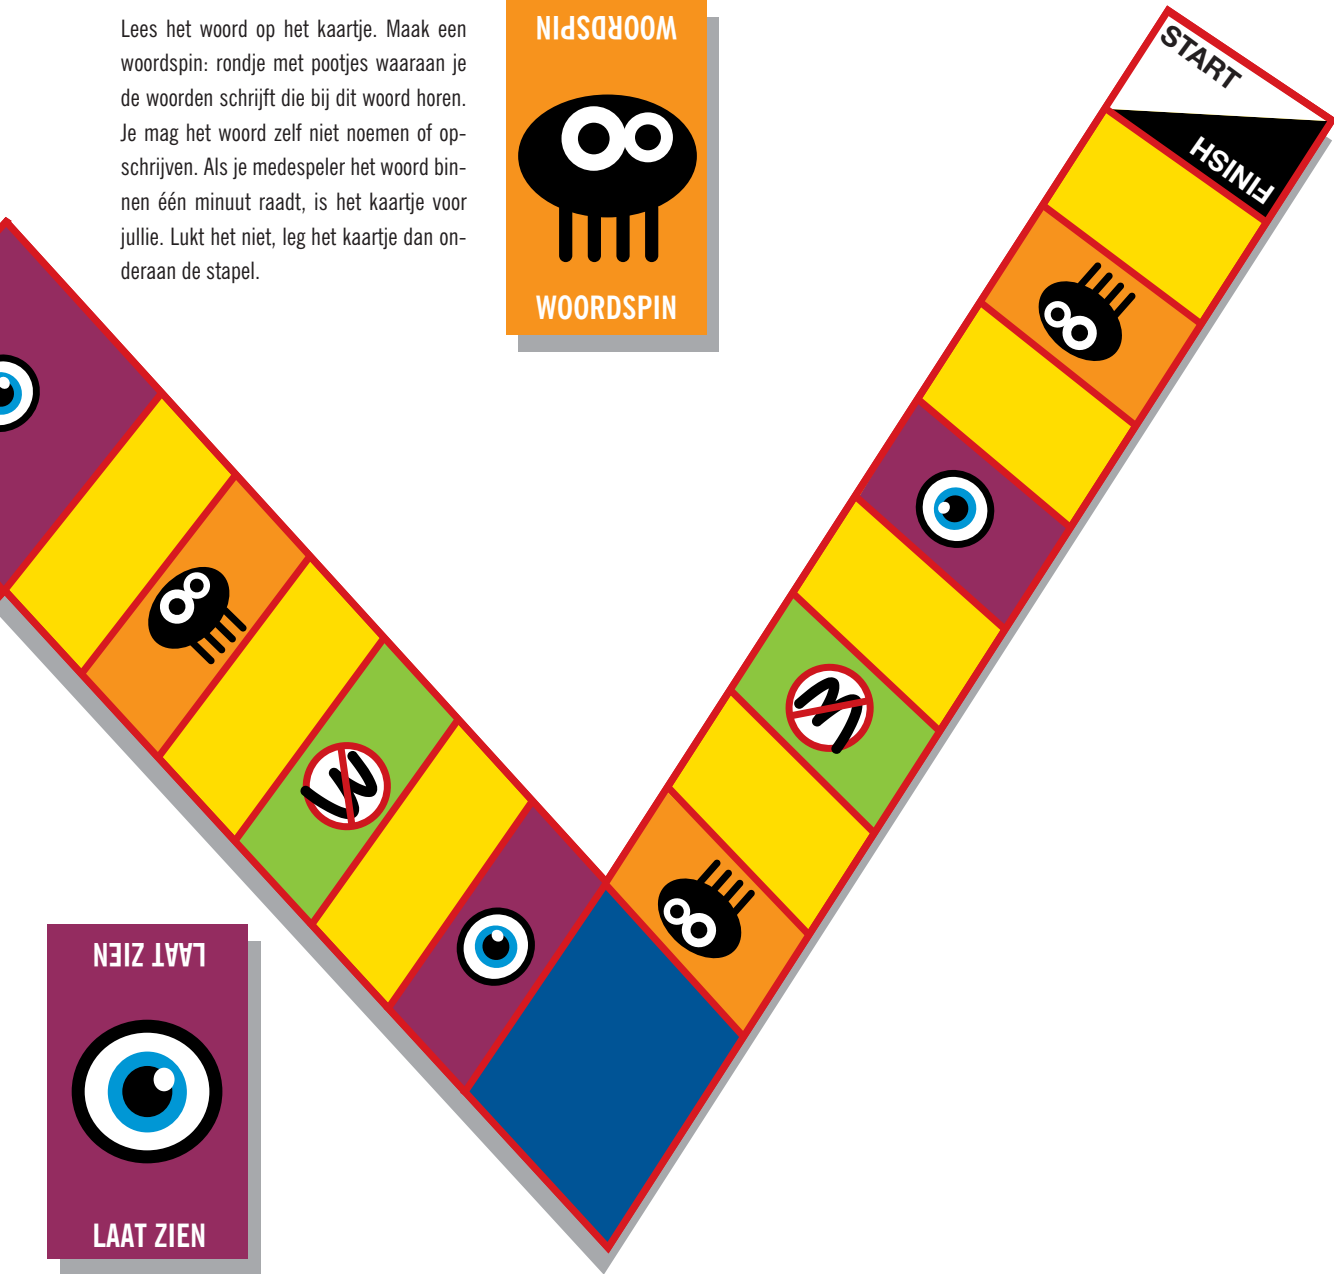 Lees het woord op het kaartje. Maak een
woordspin: rondje met pootjes waaraan je
de woorden schrijft die bij dit woord horen.
Je mag het woord zelf niet noemen of op-
schrijven. Als je medespeler het woord bin-
nen één minuut raadt, is het kaartje voor
jullie. Lukt het niet, leg het kaartje dan on-
deraan de stapel.
WOORDSPIN
WOORDSPIN
START
FINISH
W
W
LAAT ZIEN
LAAT ZIEN